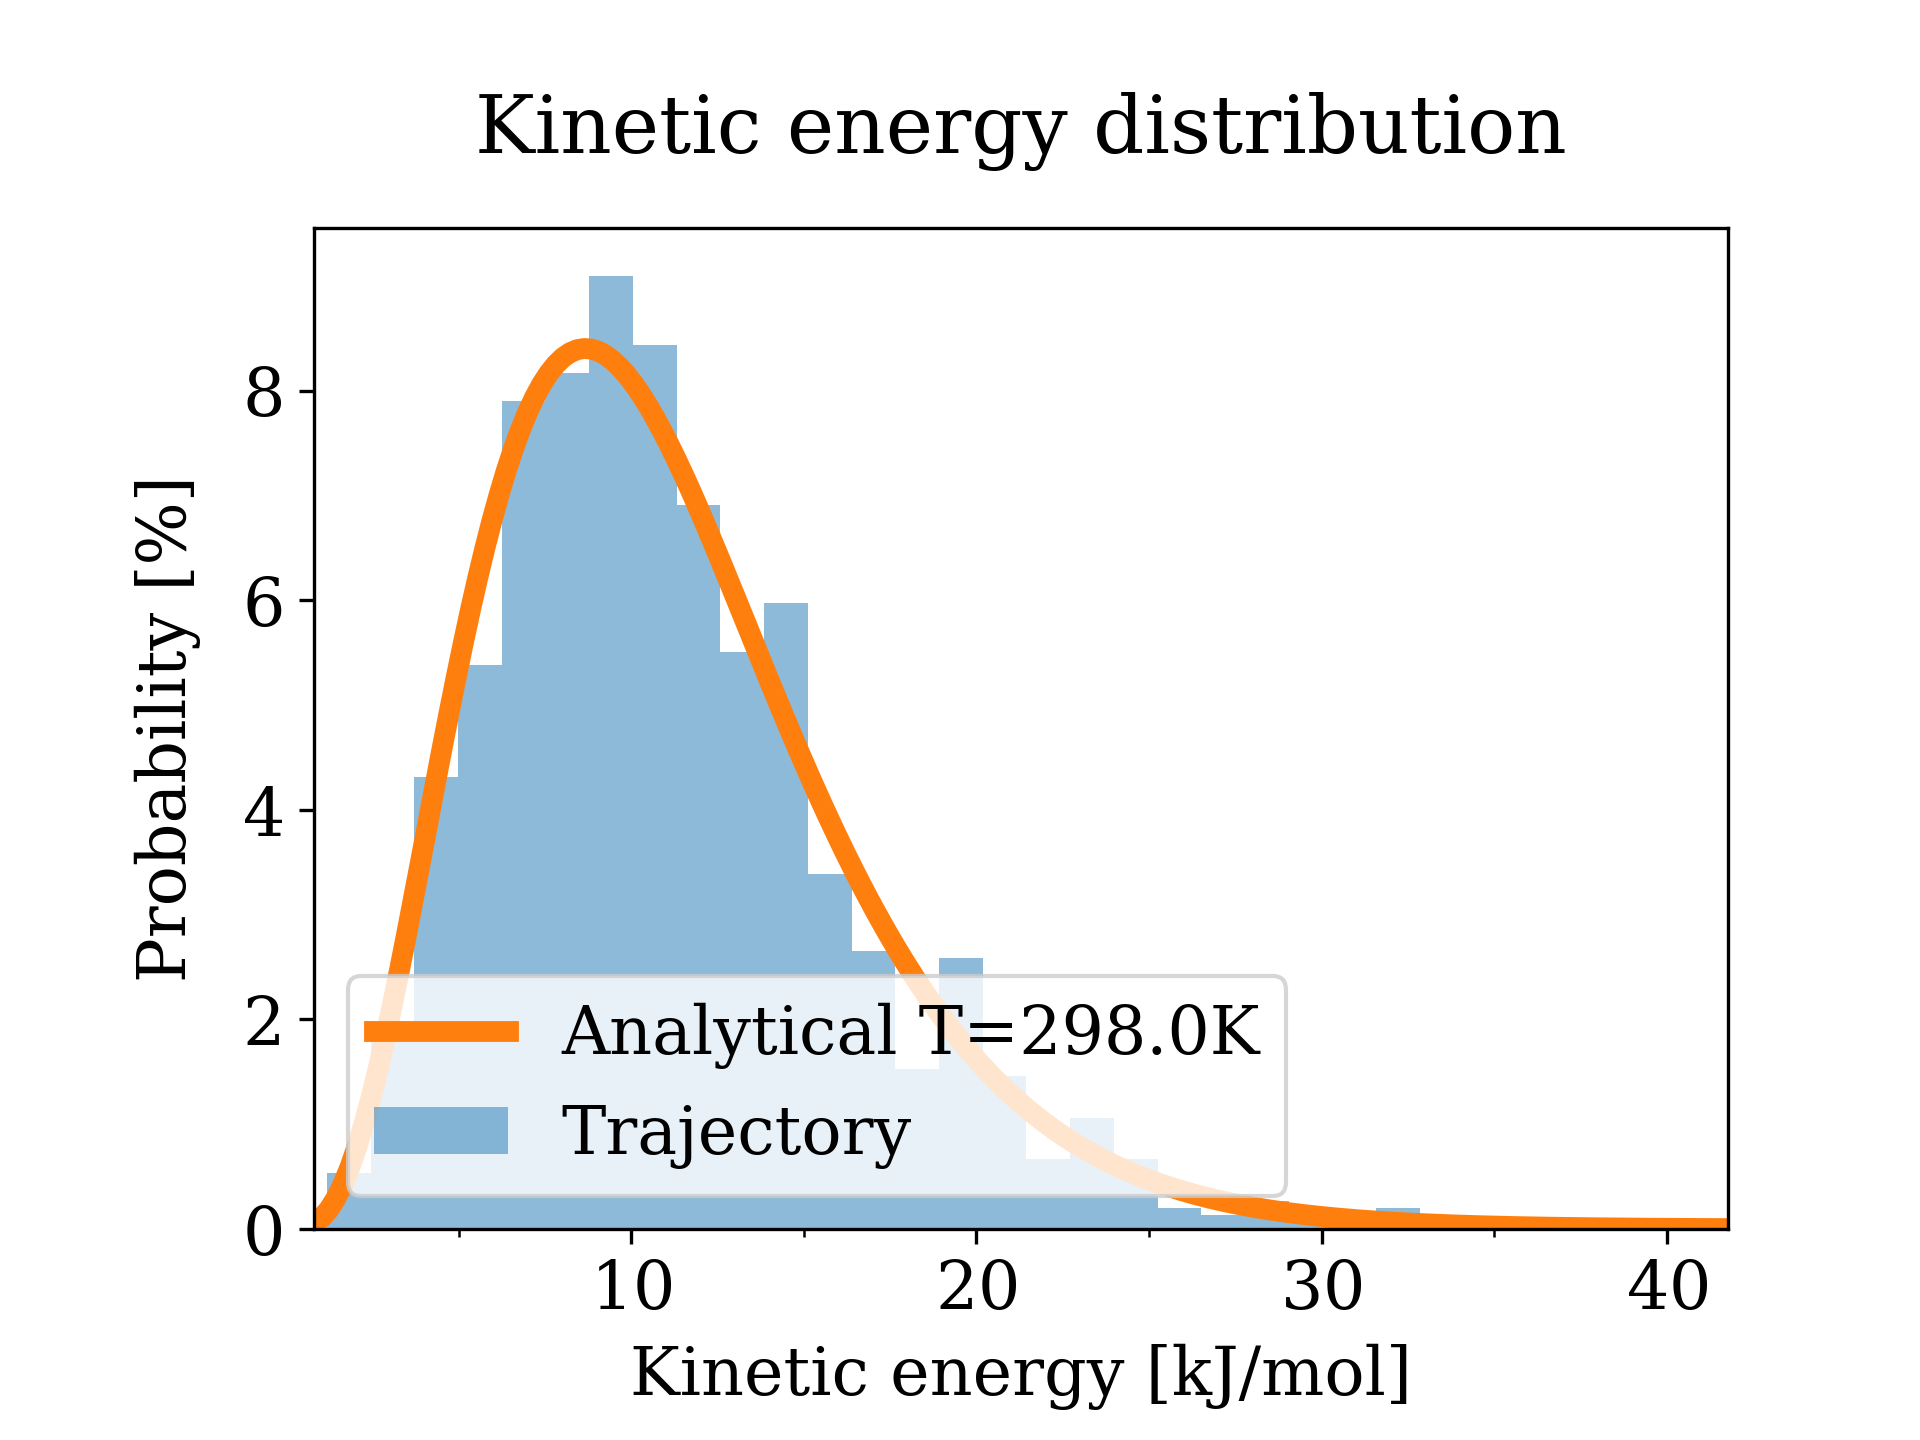 Kinetic energy distribution
Probability [%]
8
6
4
2
0
Analytical T=298.0K
Trajectory
10 20 30 40
Kinetic energy [kJ/mol]